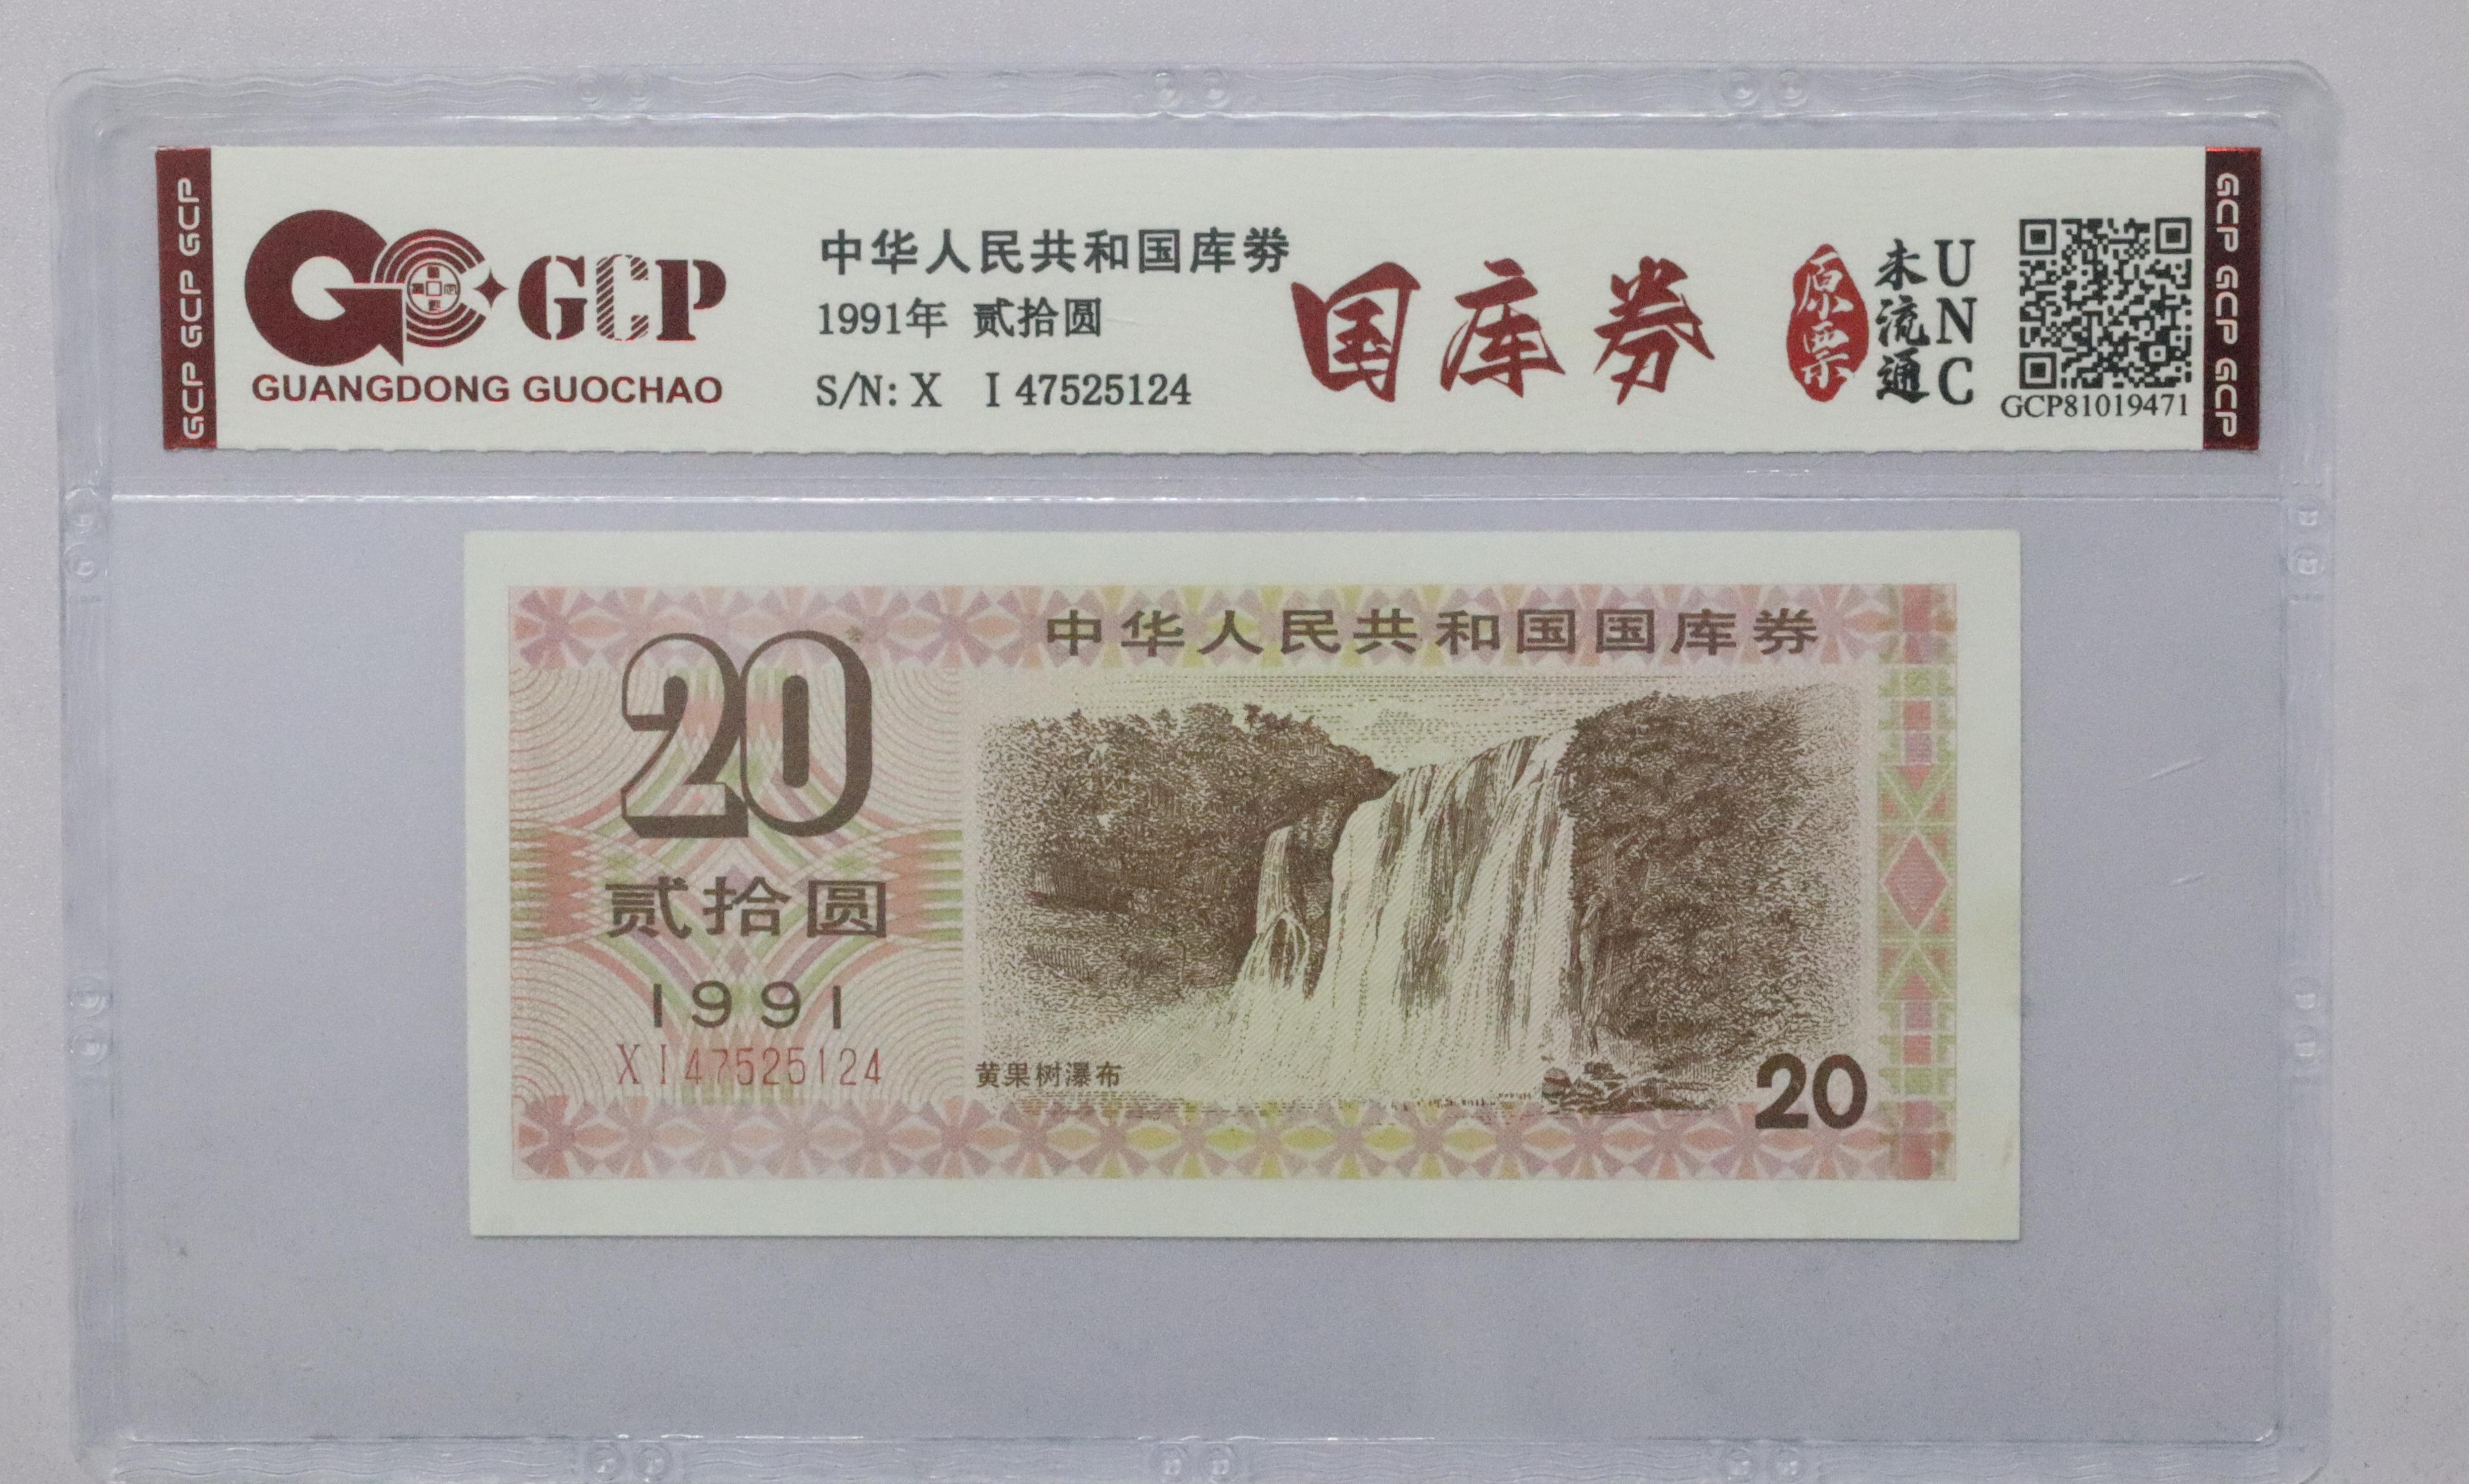 GCP GCP GCP
GCP
GUANGDONG GUOCHAO
中华人民共和国库券
1991年 贰拾圆
S/N: X I 47525124
国库券
原票
未流通
UNC
GCP81019471
GCP GCP GCP
中华人民共和国国库券
20
贰拾圆
1991
X I 47525124
黄果树瀑布
20